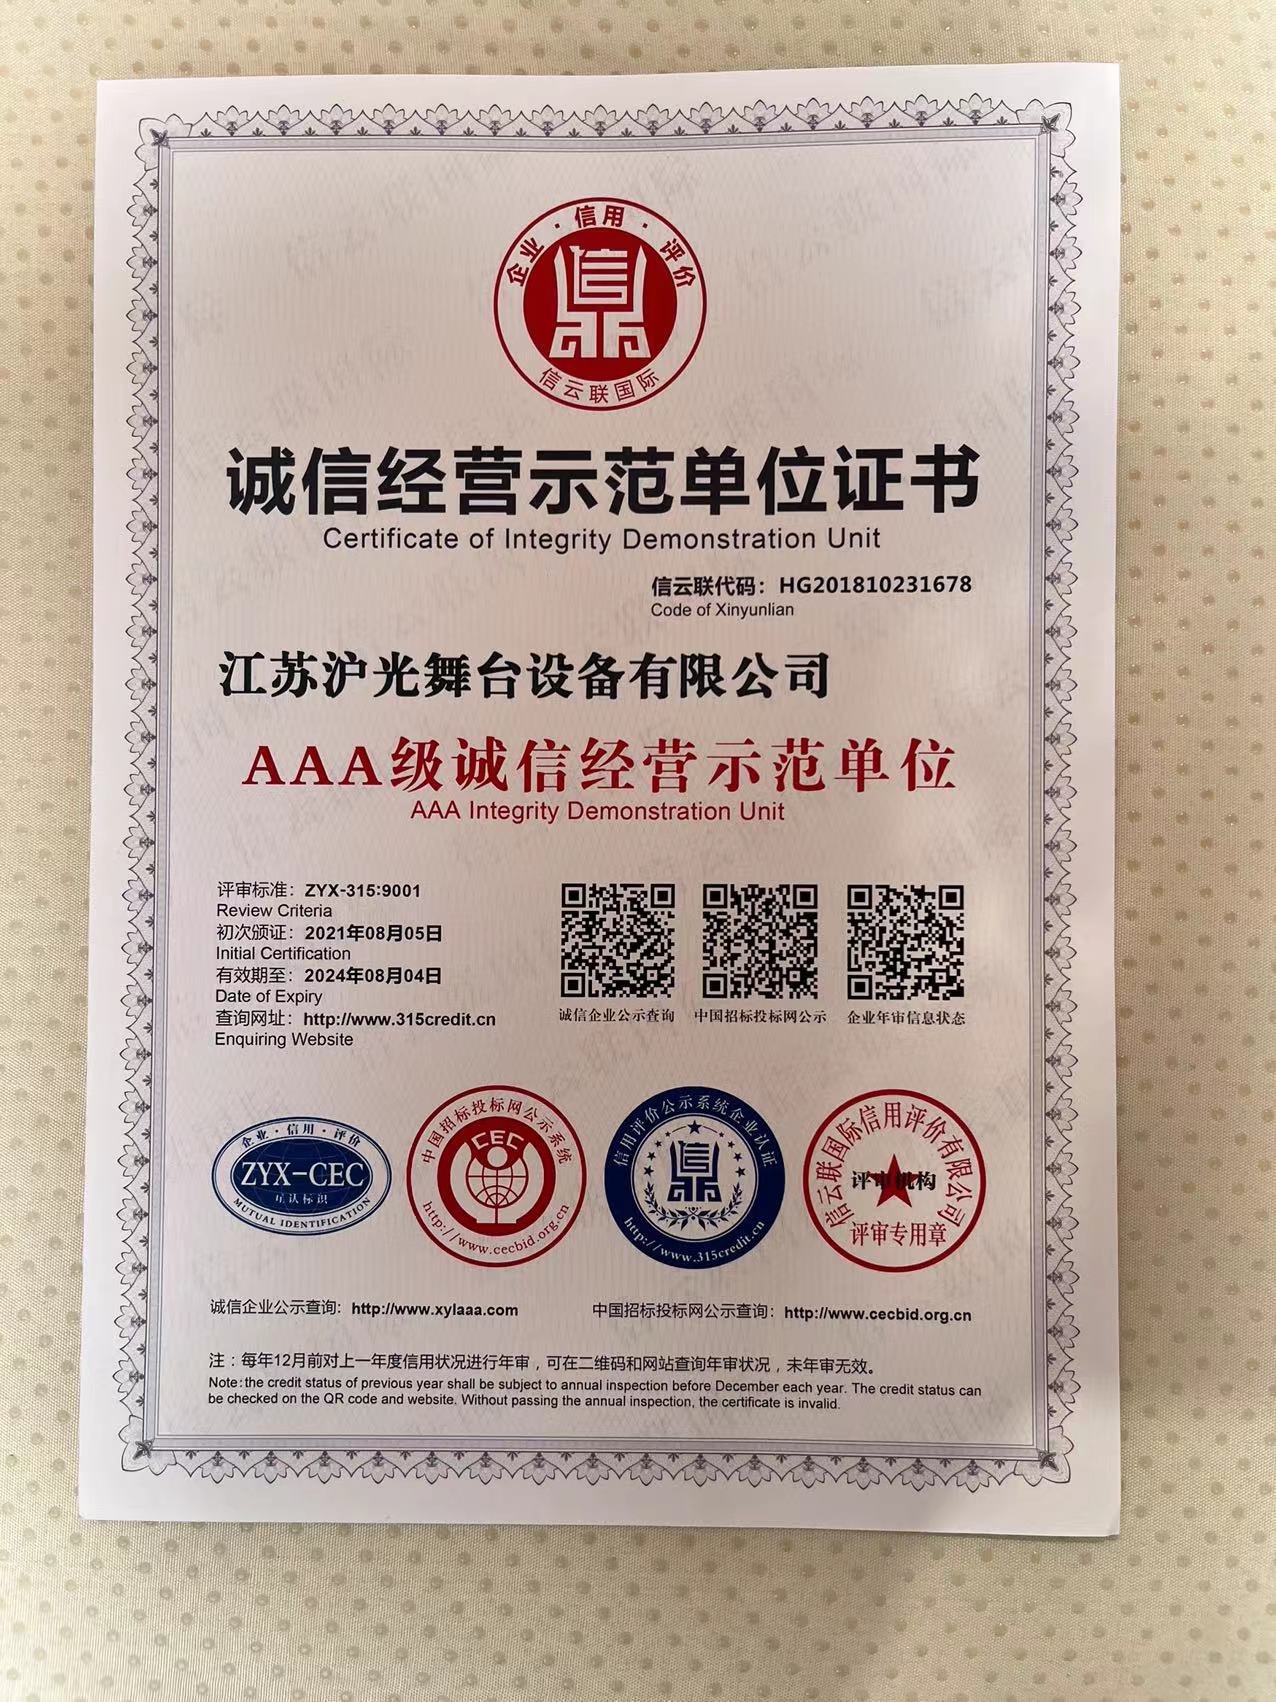 企业·信用·评价
信
信云联国际
诚信经营示范单位证书
Certificate of Integrity Demonstration Unit
信云联代码：HG201810231678
Code of Xinyunlian
江苏沪光舞台设备有限公司
AAA级诚信经营示范单位
AAA Integrity Demonstration Unit
评审标准：ZYX-315:9001
Review Criteria
初次颁证：2021年08月05日
Initial Certification
有效期至：2024年08月04日
Date of Expiry
查询网址：http://www.315credit.cn
Enquiring Website
诚信企业公示查询
中国招标投标网公示
企业年审信息状态
企业·信用·评价
ZYX-CEC
互认标识
MUTUAL IDENTIFICATION
中国招标投标网公示系统
CEC
http://www.cecbid.org.cn
信用评价公示系统企业认证
http://www.315credit.cn
信云联国际信用评价有限公司
评审机构
评审专用章
诚信企业公示查询：http://www.xylaaa.com
中国招标投标网公示查询：http://www.cecbid.org.cn
注：每年12月前对上一年度信用状况进行年审，可在二维码和网站查询年审状况，未年审无效。
Note:the credit status of previous year shall be subject to annual inspection before December each year. The credit status can
be checked on the QR code and website. Without passing the annual inspection, the certificate is invalid.